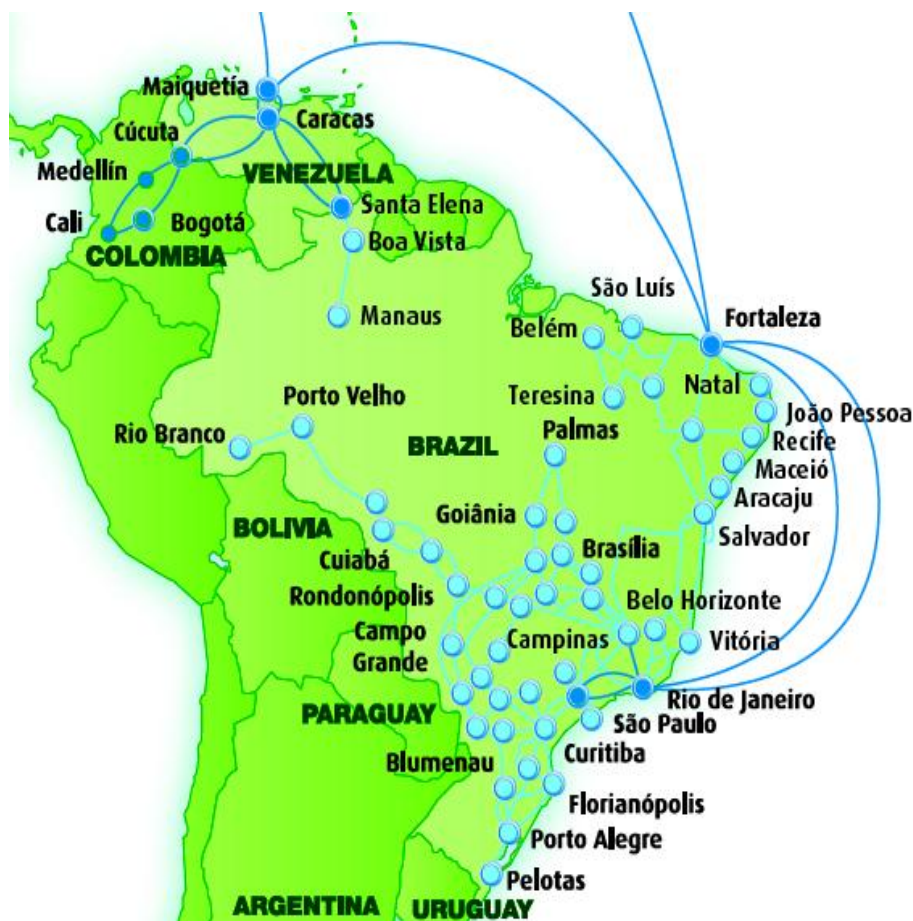 Maiquetía
Caracas
Cúcuta
Medellín
VENEZUELA
Santa Elena
Cali
Bogotá
Boa Vista
COLOMBIA
São Luís
Manaus
Belém
Fortaleza
Porto Velho
Teresina
Natal
João Pessoa
Rio Branco
BRAZIL
Palmas
Recife
Maceió
Aracaju
Goiânia
BOLIVIA
Salvador
Cuiabá
Brasília
Rondonópolis
Belo Horizonte
Campo
Grande
Campinas
Vitória
Rio de Janeiro
PARAGUAY
São Paulo
Blumenau
Curitiba
Florianópolis
Porto Alegre
Pelotas
ARGENTINA
URUGUAY